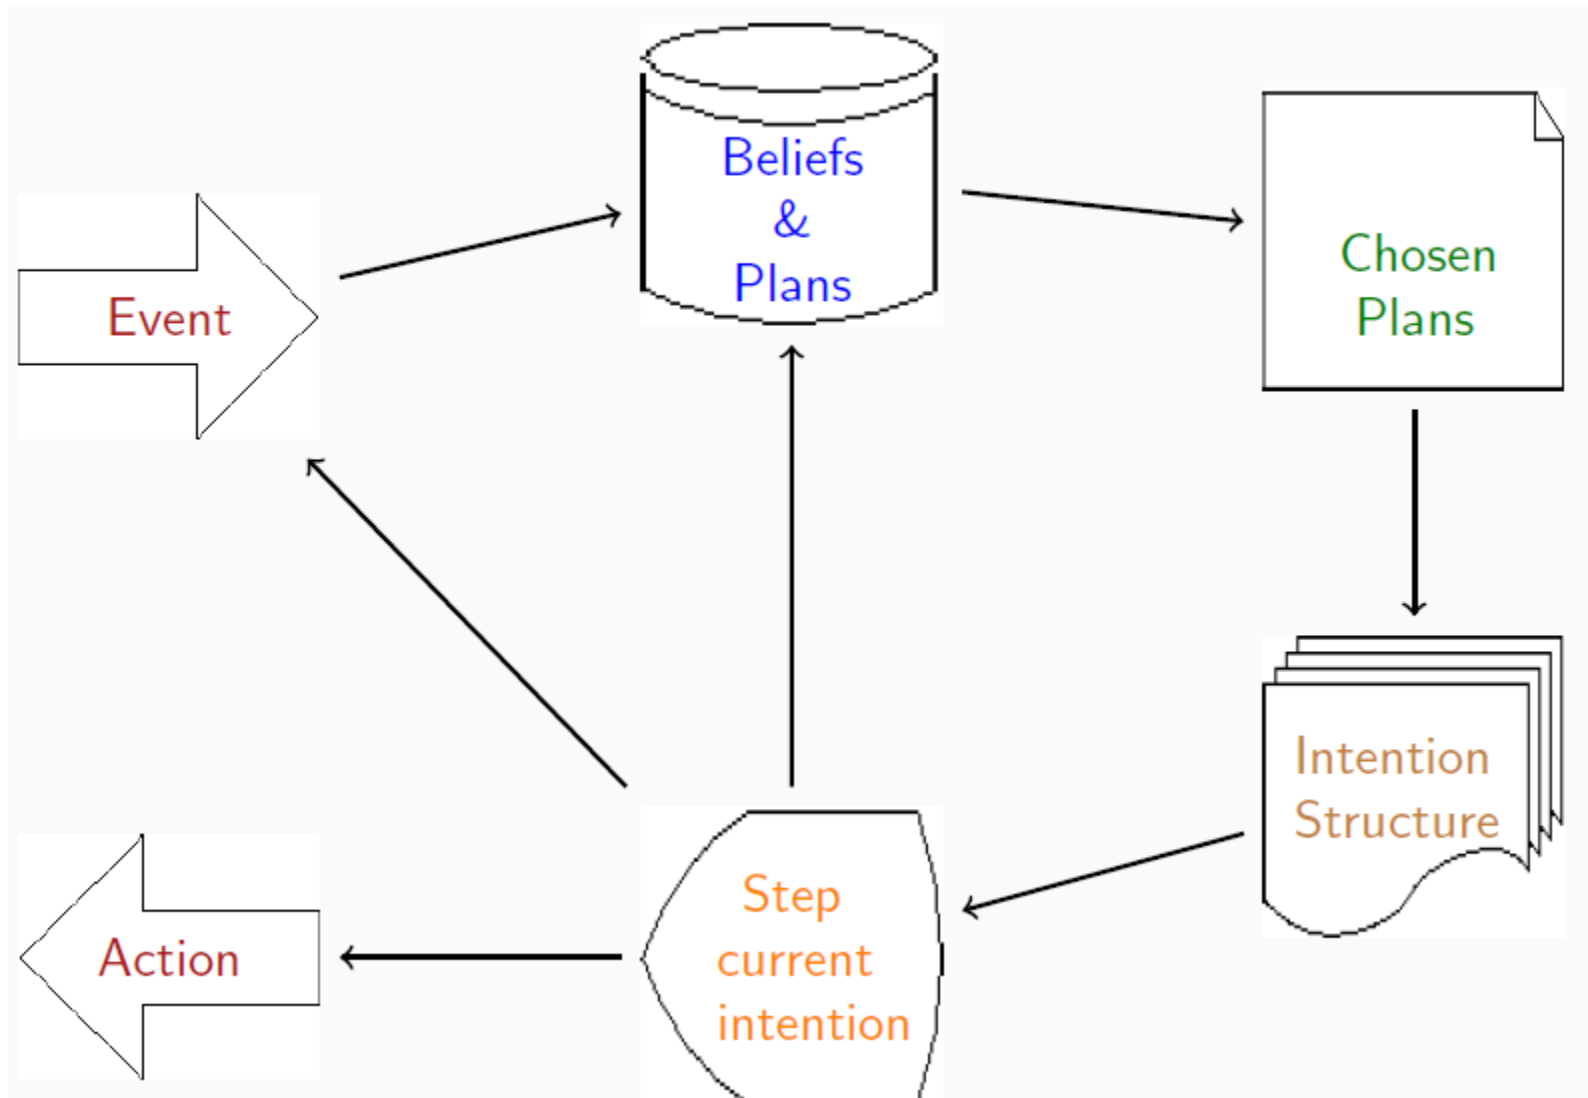 Beliefs
&
Plans
Chosen
Plans
Event
Intention
Structure
Step
current
intention
Action